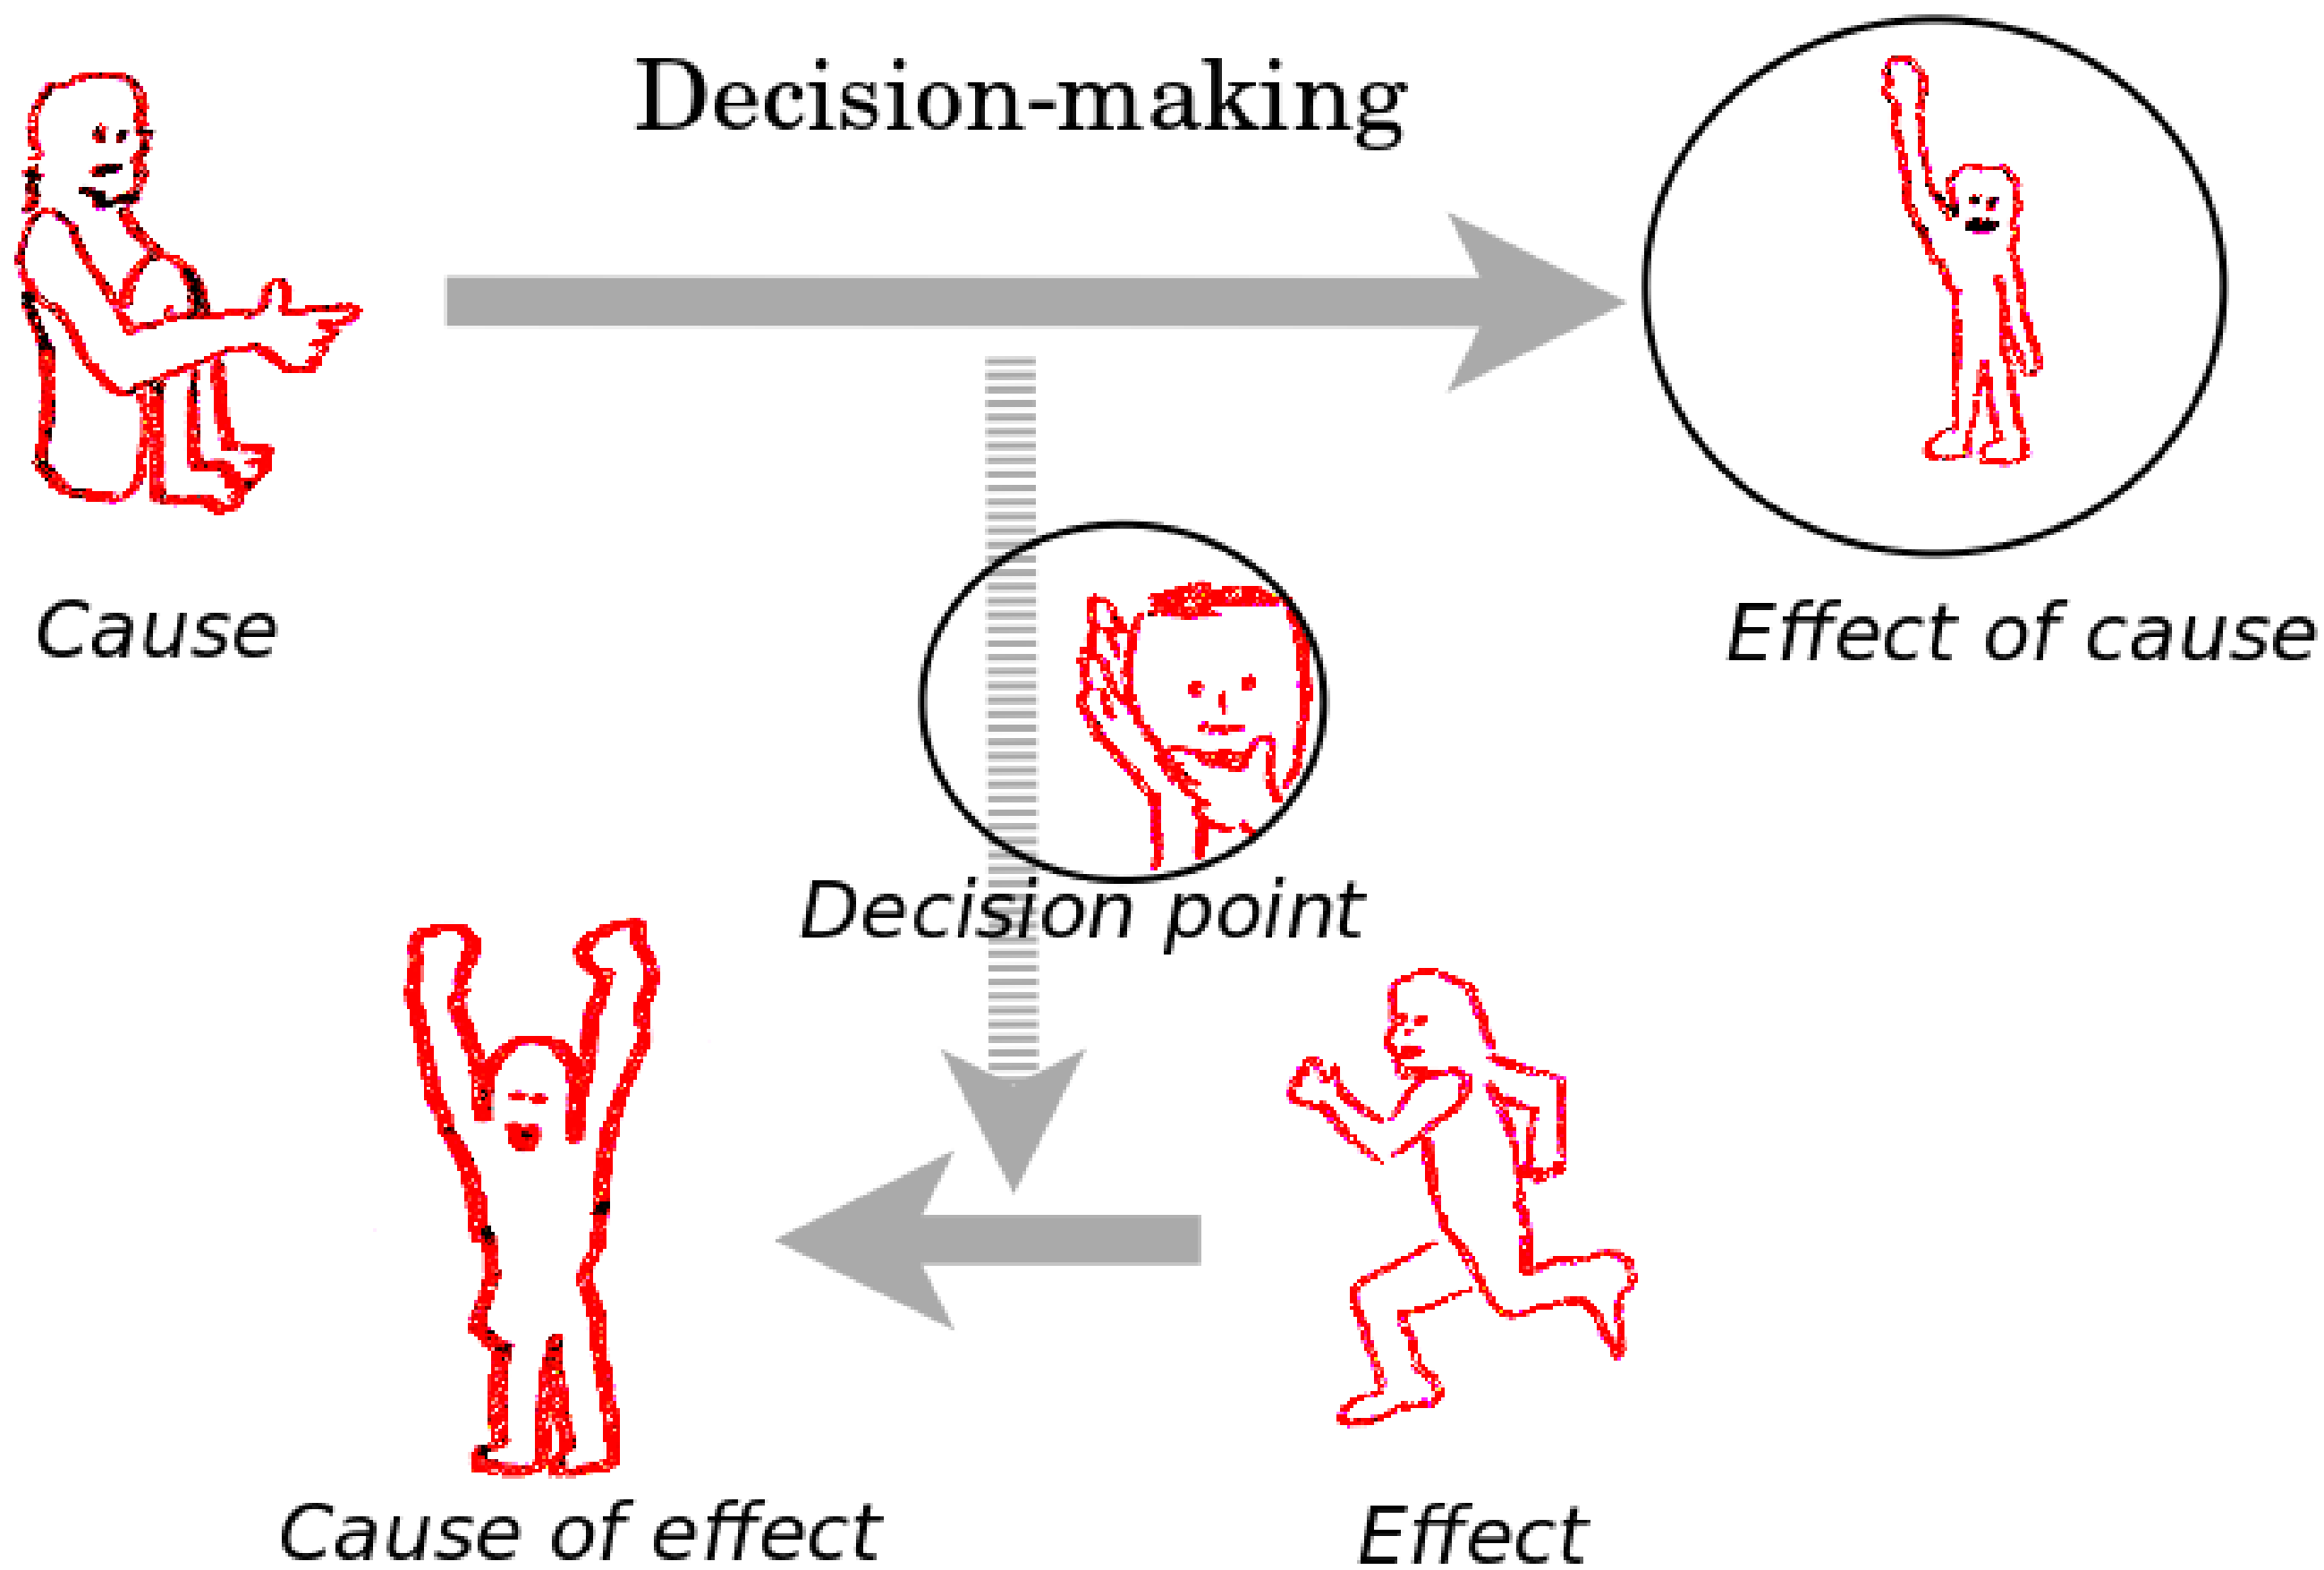 Decision-making
Cause
Effect of cause
Decision point
Cause of effect
Effect